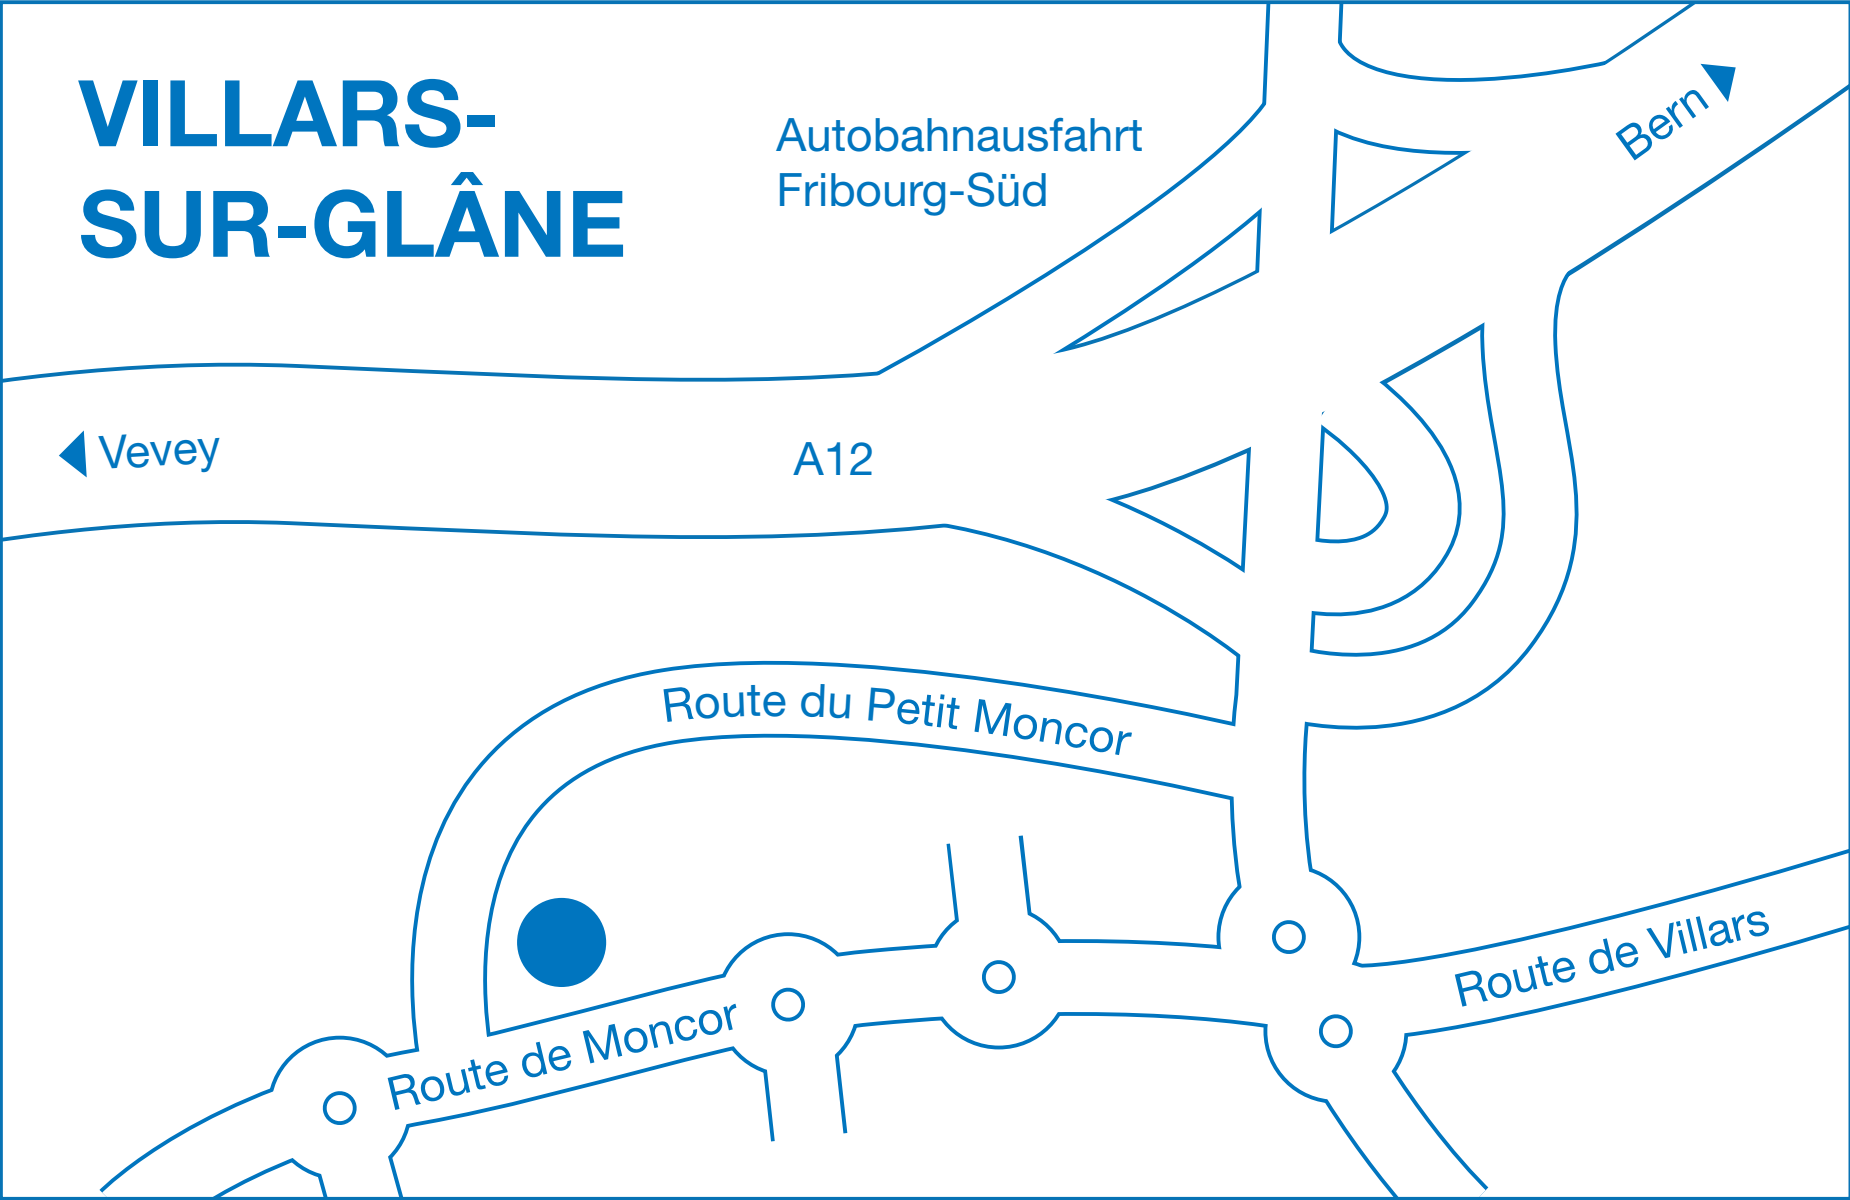 VILLARS-
SUR-GLÂNE
Autobahnausfahrt
Fribourg-Süd
Bern
Vevey
A12
Route du Petit Moncor
Route de Villars
Route de Moncor